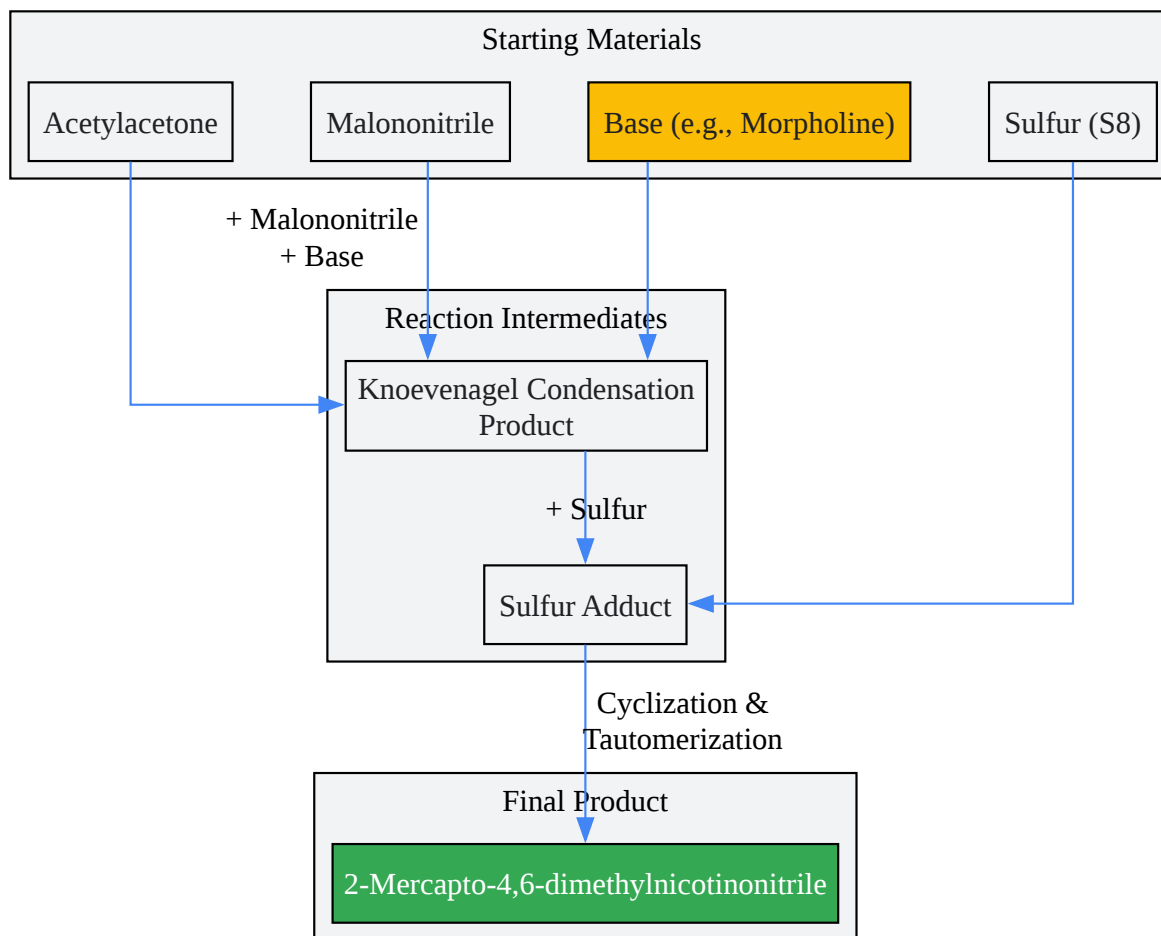 Starting Materials
Acetylacetone
Malononitrile
Base (e.g., Morpholine)
Sulfur (S8)
+ Malononitrile
+ Base
Reaction Intermediates
Knoevenagel Condensation
Product
+ Sulfur
Sulfur Adduct
Cyclization &
Tautomerization
Final Product
2-Mercapto-4,6-dimethylnicotinonitrile